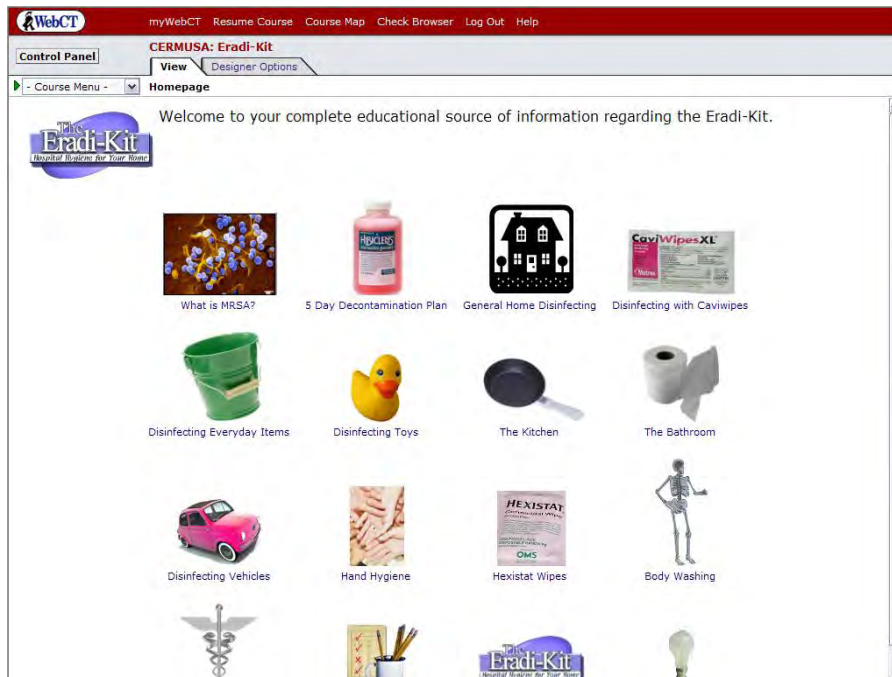 WebCT
myWebCT Resume Course Course Map Check Browser Log Out Help
Control Panel
CERMUSA: Eradi-Kit
View Designer Options
- Course Menu - Homepage
The
Eradi-Kit
Hospital Hygiene for Your Home
Welcome to your complete educational source of information regarding the Eradi-Kit.
HIBICLENS
CaviWipesXL
Metrex
What is MRSA? 5 Day Decontamination Plan General Home Disinfecting Disinfecting with Caviwipes
Disinfecting Everyday Items Disinfecting Toys The Kitchen The Bathroom
HEXISTAT
OMS
Disinfecting Vehicles Hand Hygiene Hexistat Wipes Body Washing
The
Eradi-Kit
Hospital Hygiene for Your Home